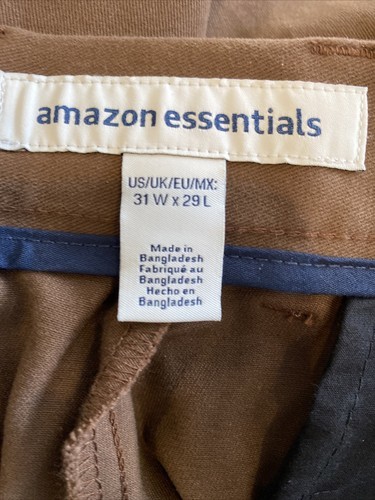 amazon essentials
US/UK/EU/MX:
31 W x 29 L
Made in
Bangladesh
Fabriqué au
Bangladesh
Hecho en
Bangladesh